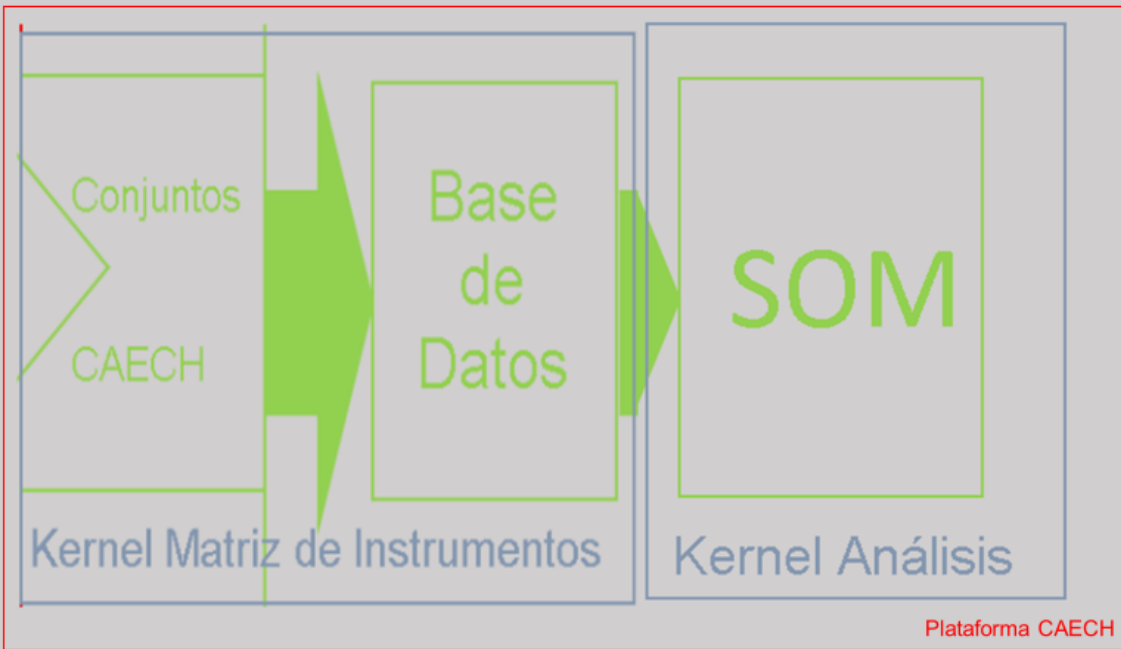 Conjuntos
CAECH
Base
de
Datos
SOM
Kernel Matriz de Instrumentos
Kernel Análisis
Plataforma CAECH